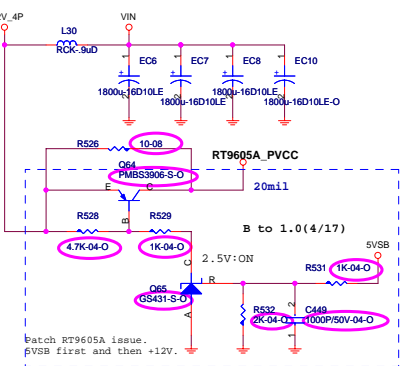 2V_4P
L30
VIN
RCK-.9uD
EC6
EC7
EC8
EC10
1800u-16D10LE
1800u-16D10LE
1800u-16D10LE
1800u-16D10LE-O
R526
10-08
RT9605A_PVCC
Q64
PMBS3906-S-O
E
C
20mil
B
R528
R529
B to 1.0(4/17)
4.7K-04-O
1K-04-O
5VSB
2.5V:ON
R531
1K-04-O
C
R
Q65
GS431-S-O
A
R532
2K-04-O
2
C449
1000P/50V-04-O
1
Patch RT9605A issue.
5VSB first and then +12V.